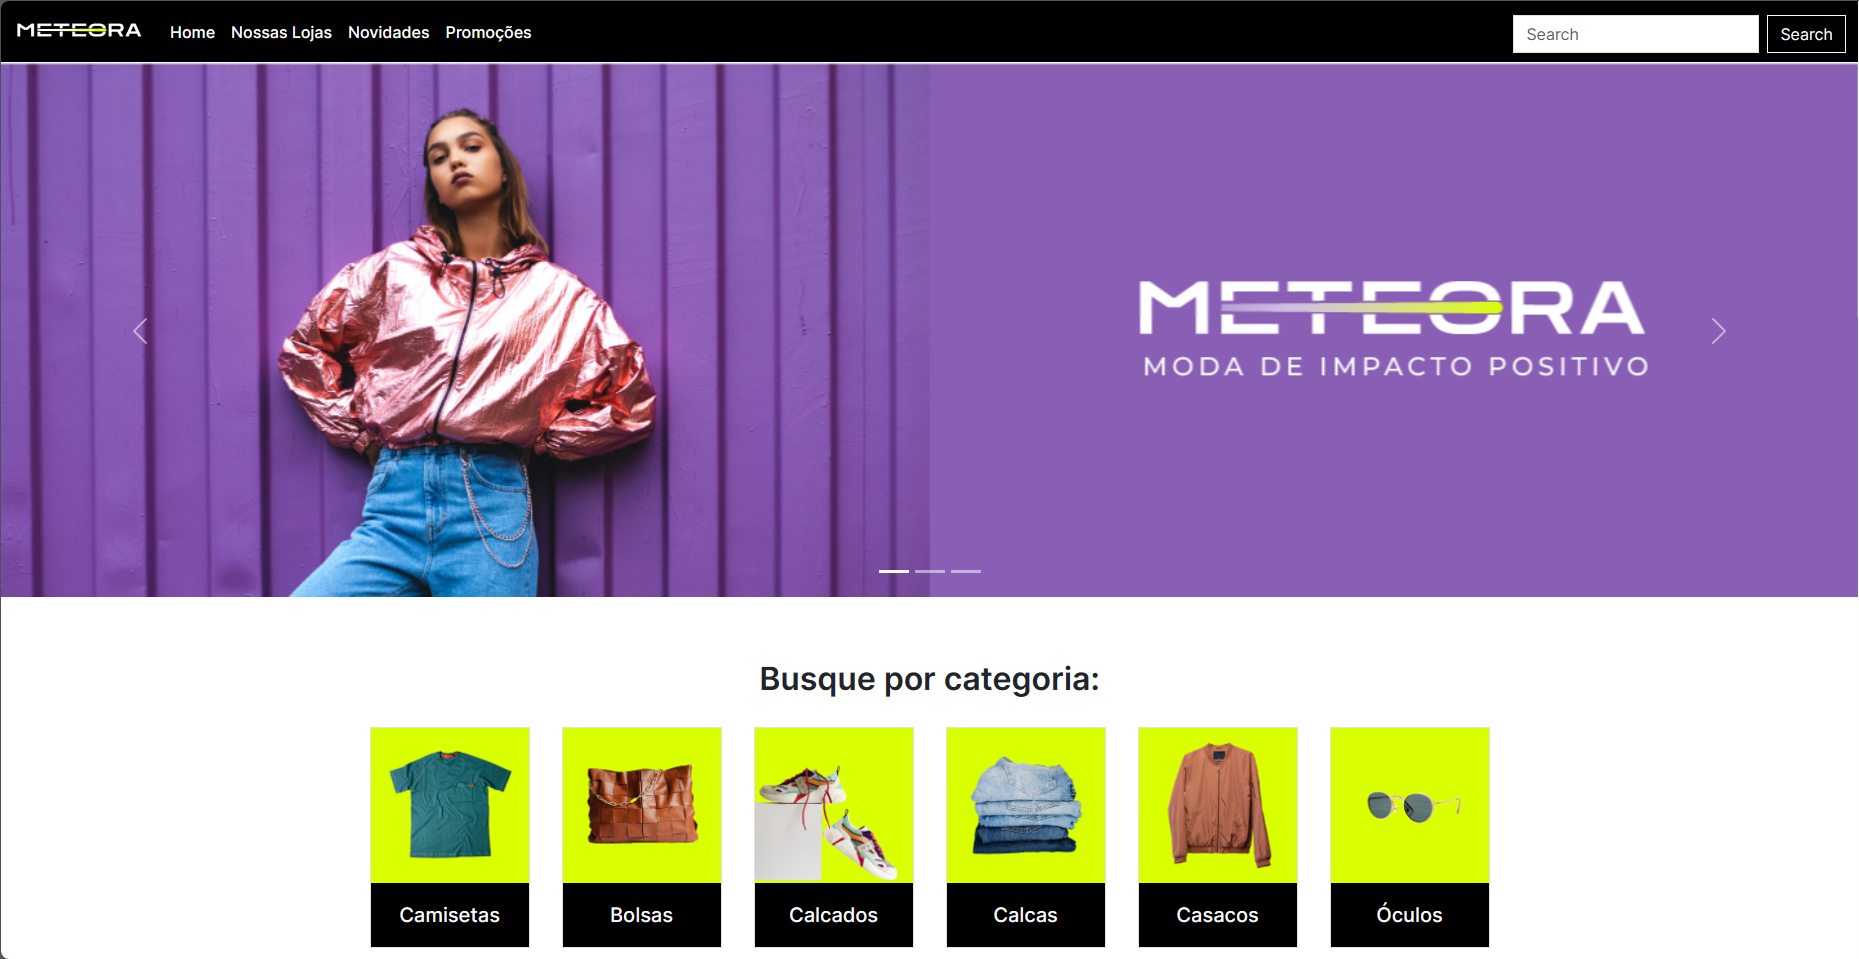 METEORA Home Nossas Lojas Novidades Promoções Search Search
METEORA
MODA DE IMPACTO POSITIVO
Busque por categoria:
Camisetas Bolsas Calcados Calcas Casacos Óculos